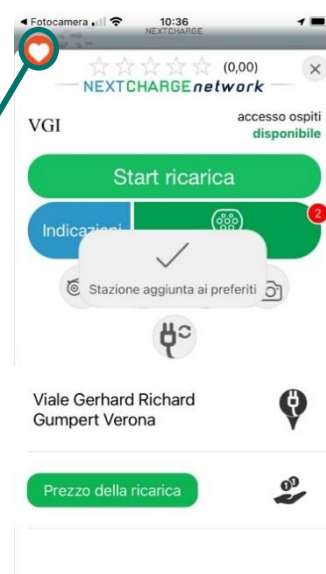 Fotocamera 10:36
NEXTCHARGE
(0,00)
NEXTCHARGEnetwork
VGI
accesso ospiti
disponibile
Start ricarica
Indicazioni
2
Stazione aggiunta ai preferiti
Viale Gerhard Richard
Gumpert Verona
Prezzo della ricarica